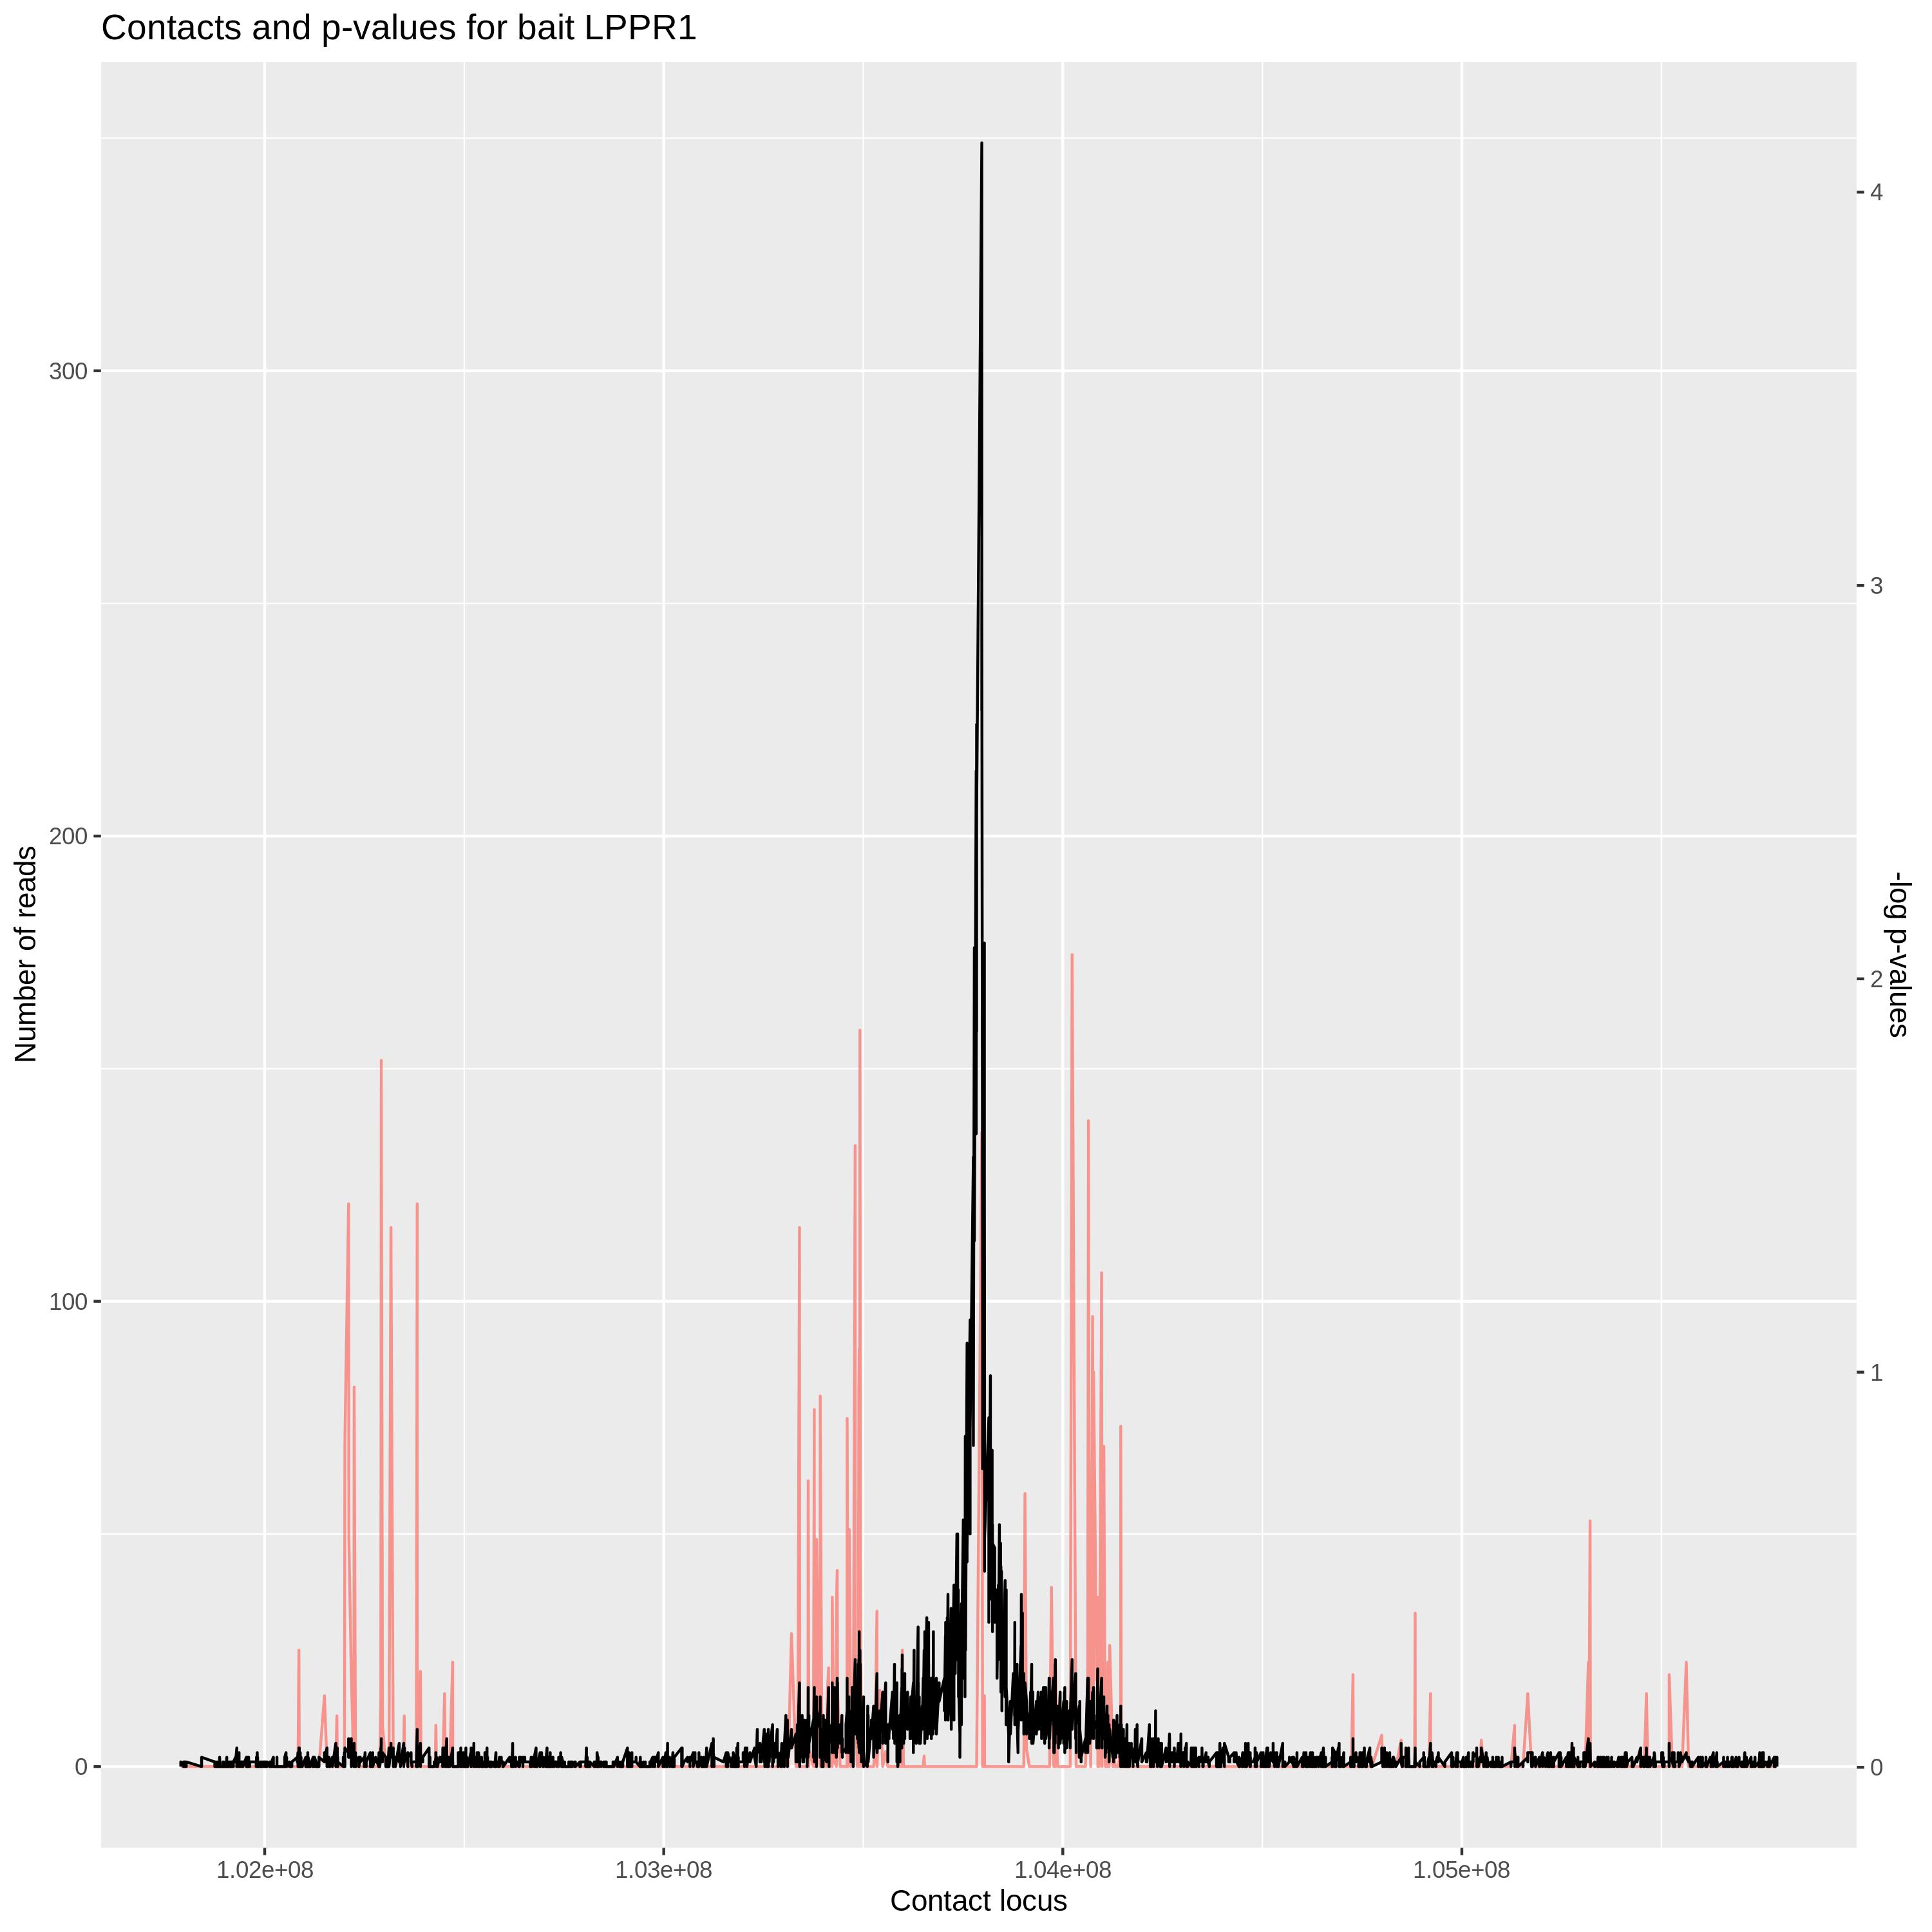 Contacts and p-values for bait LPPR1
300
200
100
0
4
3
2
1
0
Number of reads
-log p-values
1.02e+08
1.03e+08
1.04e+08
1.05e+08
Contact locus